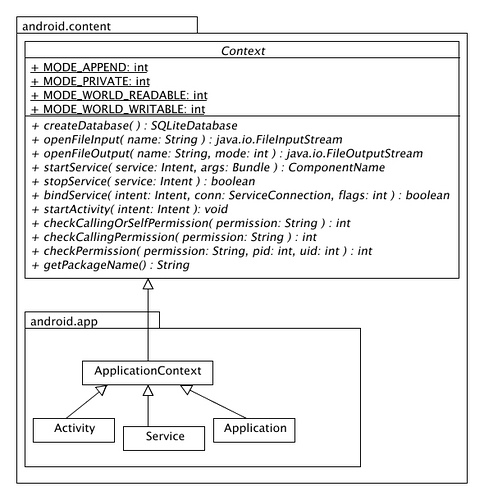 android.content
Context
+ MODE_APPEND: int
+ MODE_PRIVATE: int
+ MODE_WORLD_READABLE: int
+ MODE_WORLD_WRITABLE: int
+ createDatabase( ) : SQLiteDatabase
+ openFileInput( name: String ) : java.io.FileInputStream
+ openFileOutput( name: String, mode: int ) : java.io.FileOutputStream
+ startService( service: Intent, args: Bundle ) : ComponentName
+ stopService( service: Intent ) : boolean
+ bindService( intent: Intent, conn: ServiceConnection, flags: int ) : boolean
+ startActivity( intent: Intent ): void
+ checkCallingOrSelfPermission( permission: String ) : int
+ checkCallingPermission( permission: String ) : int
+ checkPermission( permission: String, pid: int, uid: int ) : int
+ getPackageName() : String
android.app
ApplicationContext
Activity
Service
Application